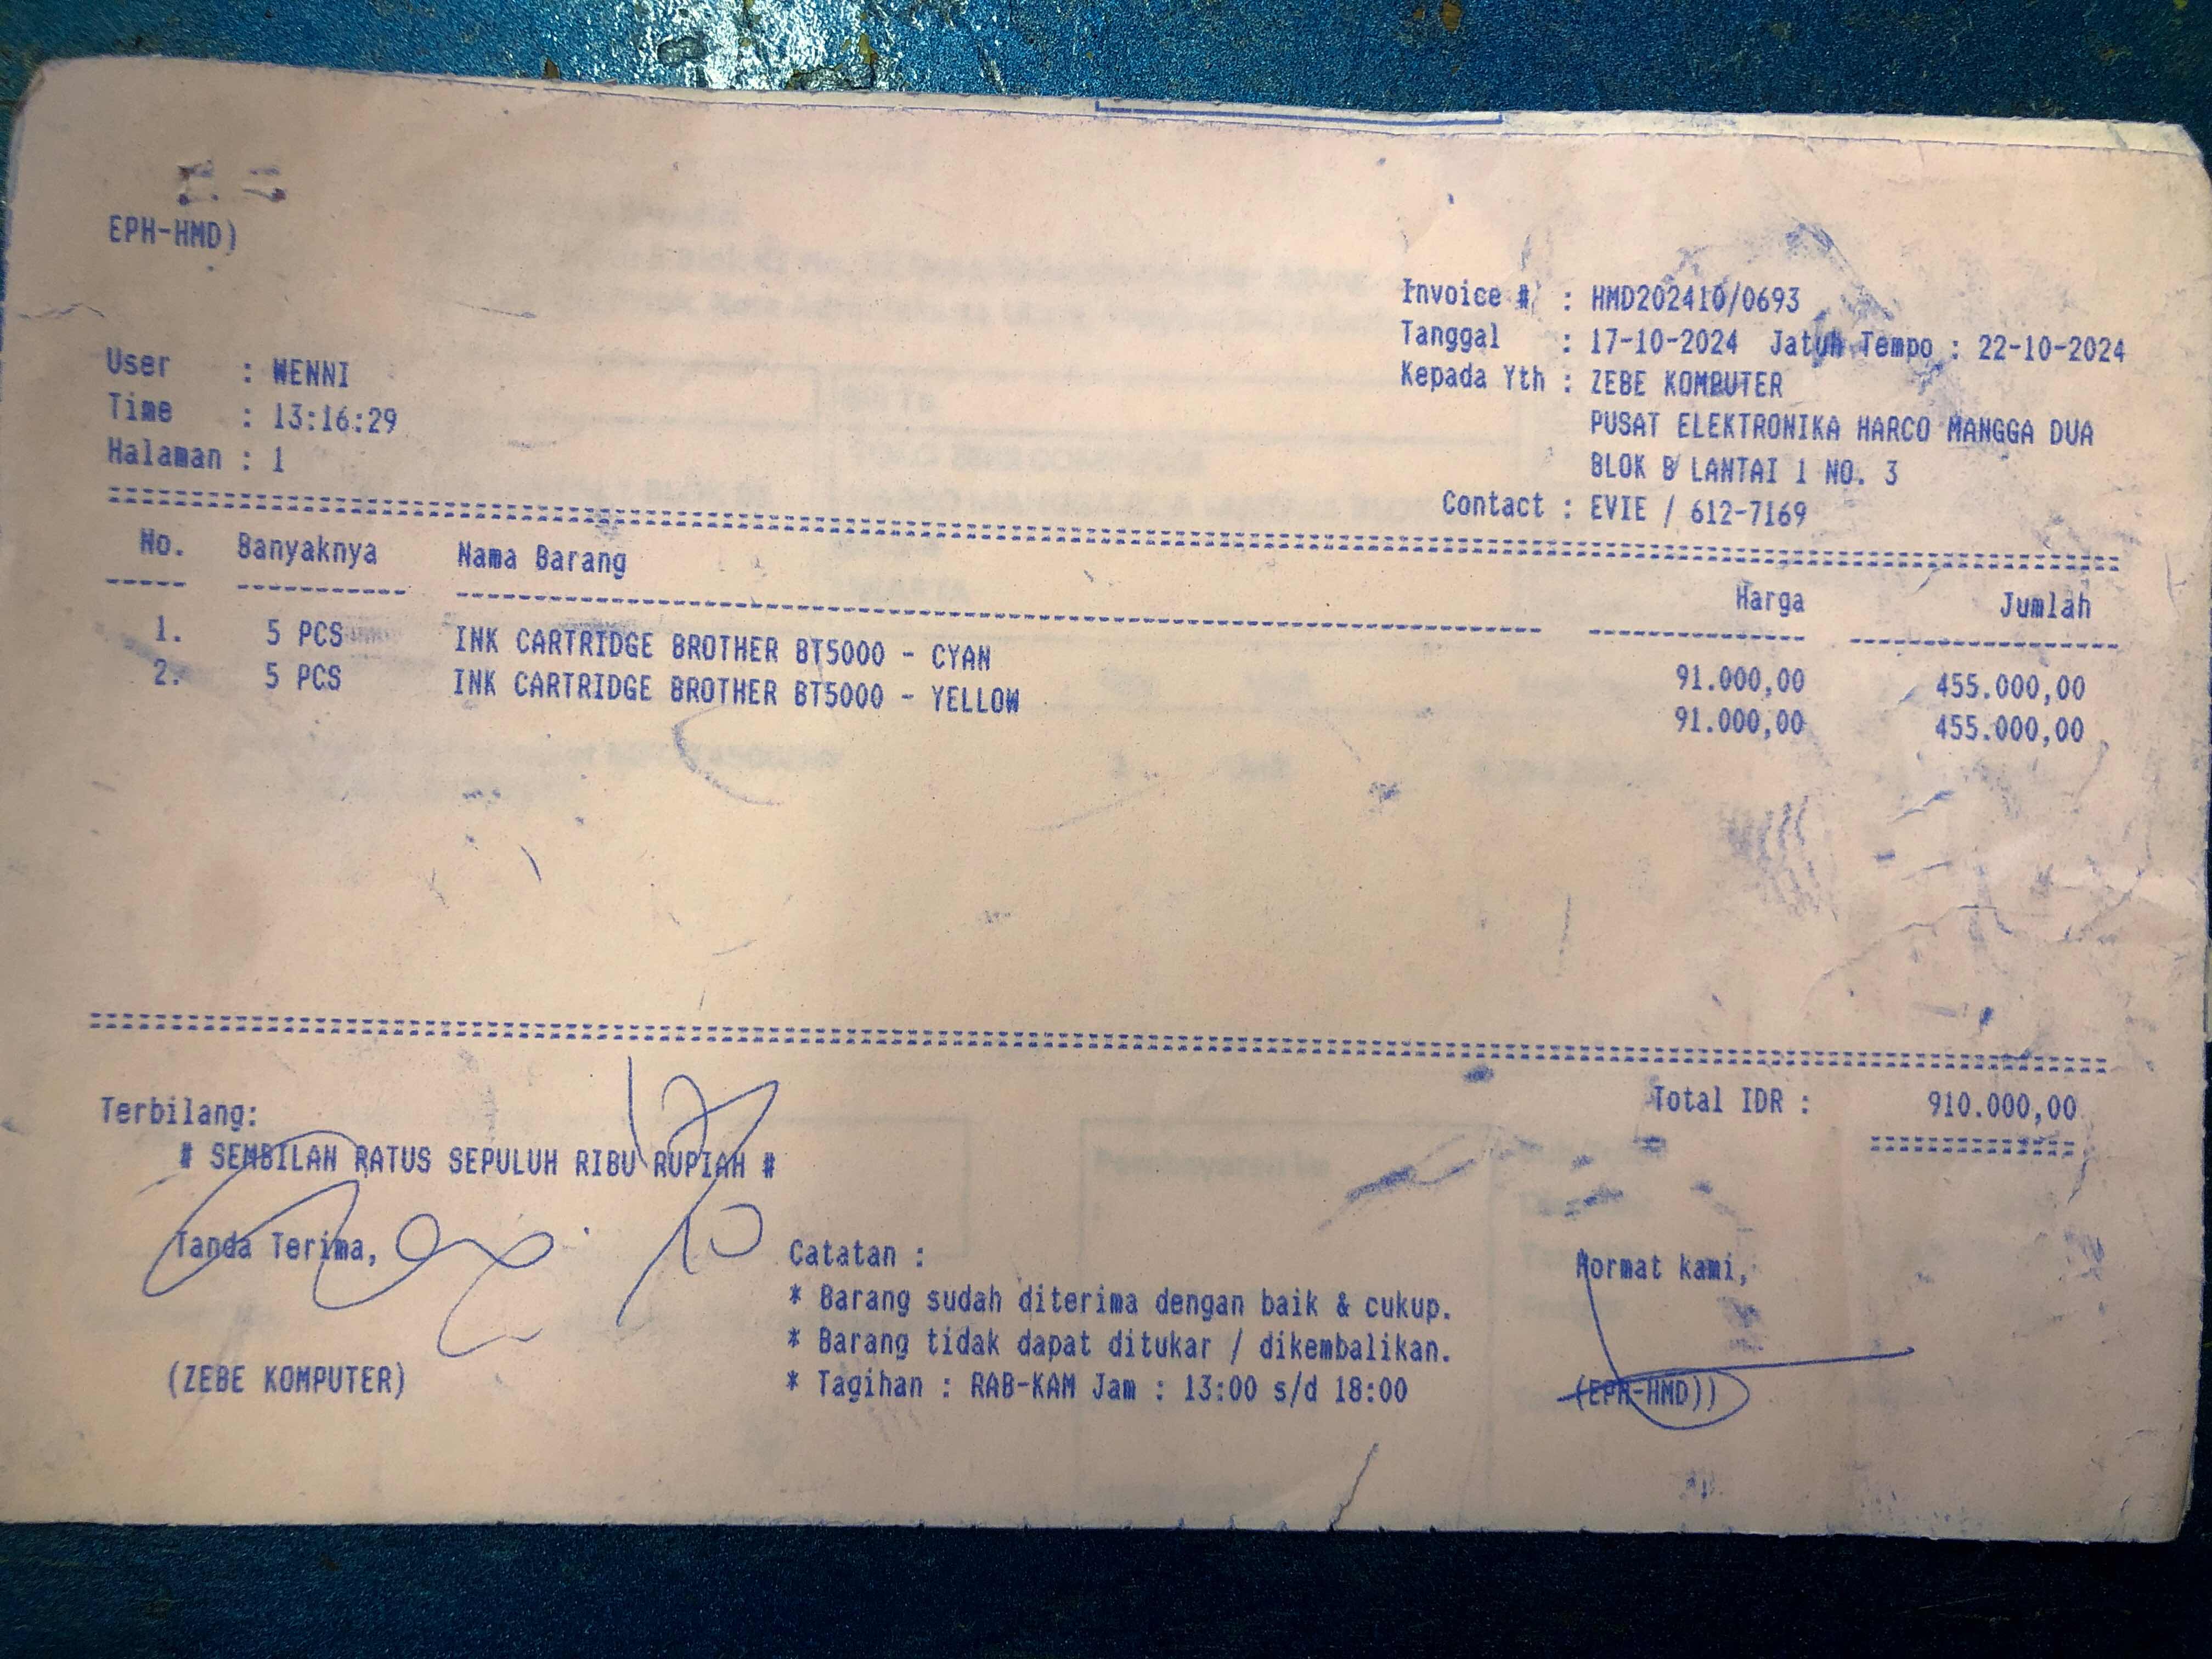 EPH-HMD)
Invoice # : HMD202410/0693
Tanggal : 17-10-2024 Jatuh Tempo : 22-10-2024
Kepada Yth : ZEBE KOMPUTER
PUSAT ELEKTRONIKA HARCO MANGGA DUA
BLOK B LANTAI 1 NO. 3
Contact : EVIE / 612-7169
User : WENNI
Time : 13:16:29
Halaman : 1
No. Banyaknya Nama Barang Harga Jumlah
1. 5 PCS INK CARTRIDGE BROTHER BT5000 - CYAN 91.000,00 455.000,00
2. 5 PCS INK CARTRIDGE BROTHER BT5000 - YELLOW 91.000,00 455.000,00
Total IDR : 910.000,00
Terbilang:
# SEMBILAN RATUS SEPULUH RIBU RUPIAH #
Tanda Terima,
(ZEBE KOMPUTER)
Catatan :
* Barang sudah diterima dengan baik & cukup.
* Barang tidak dapat ditukar / dikembalikan.
* Tagihan : RAB-KAM Jam : 13:00 s/d 18:00
Hormat kami,
(EPH-HMD))